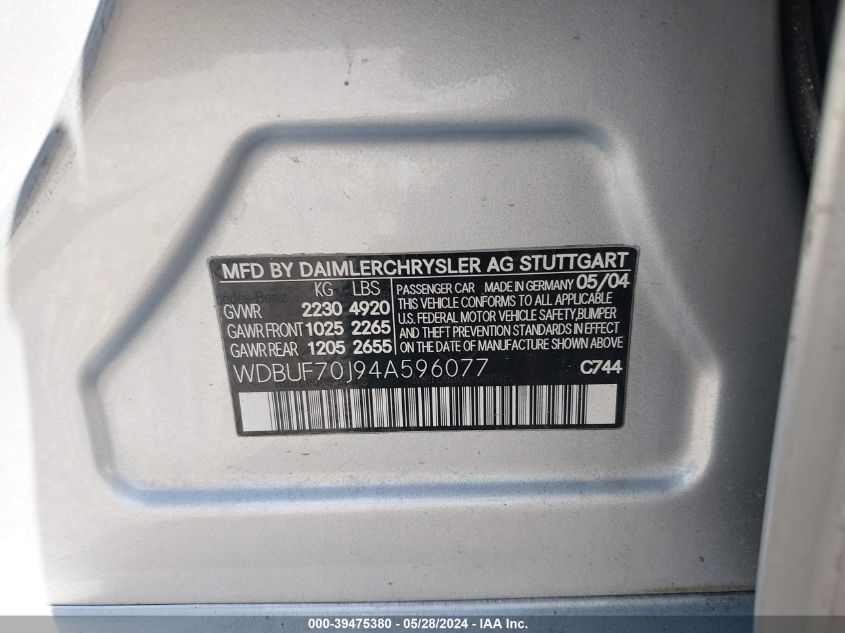 MFD BY DAIMLERCHRYSLER AG STUTTGART
KG LBS
GVWR 2230 4920
GAWR FRONT 1025 2265
GAWR REAR 1205 2655
PASSENGER CAR MADE IN GERMANY 05/04
THIS VEHICLE CONFORMS TO ALL APPLICABLE
U.S. FEDERAL MOTOR VEHICLE SAFETY, BUMPER
AND THEFT PREVENTION STANDARDS IN EFFECT
ON THE DATE OF MANUFACTURE SHOWN ABOVE
WDBUF70J94A596077 C744
000-39475380 - 05/28/2024 - IAA Inc.